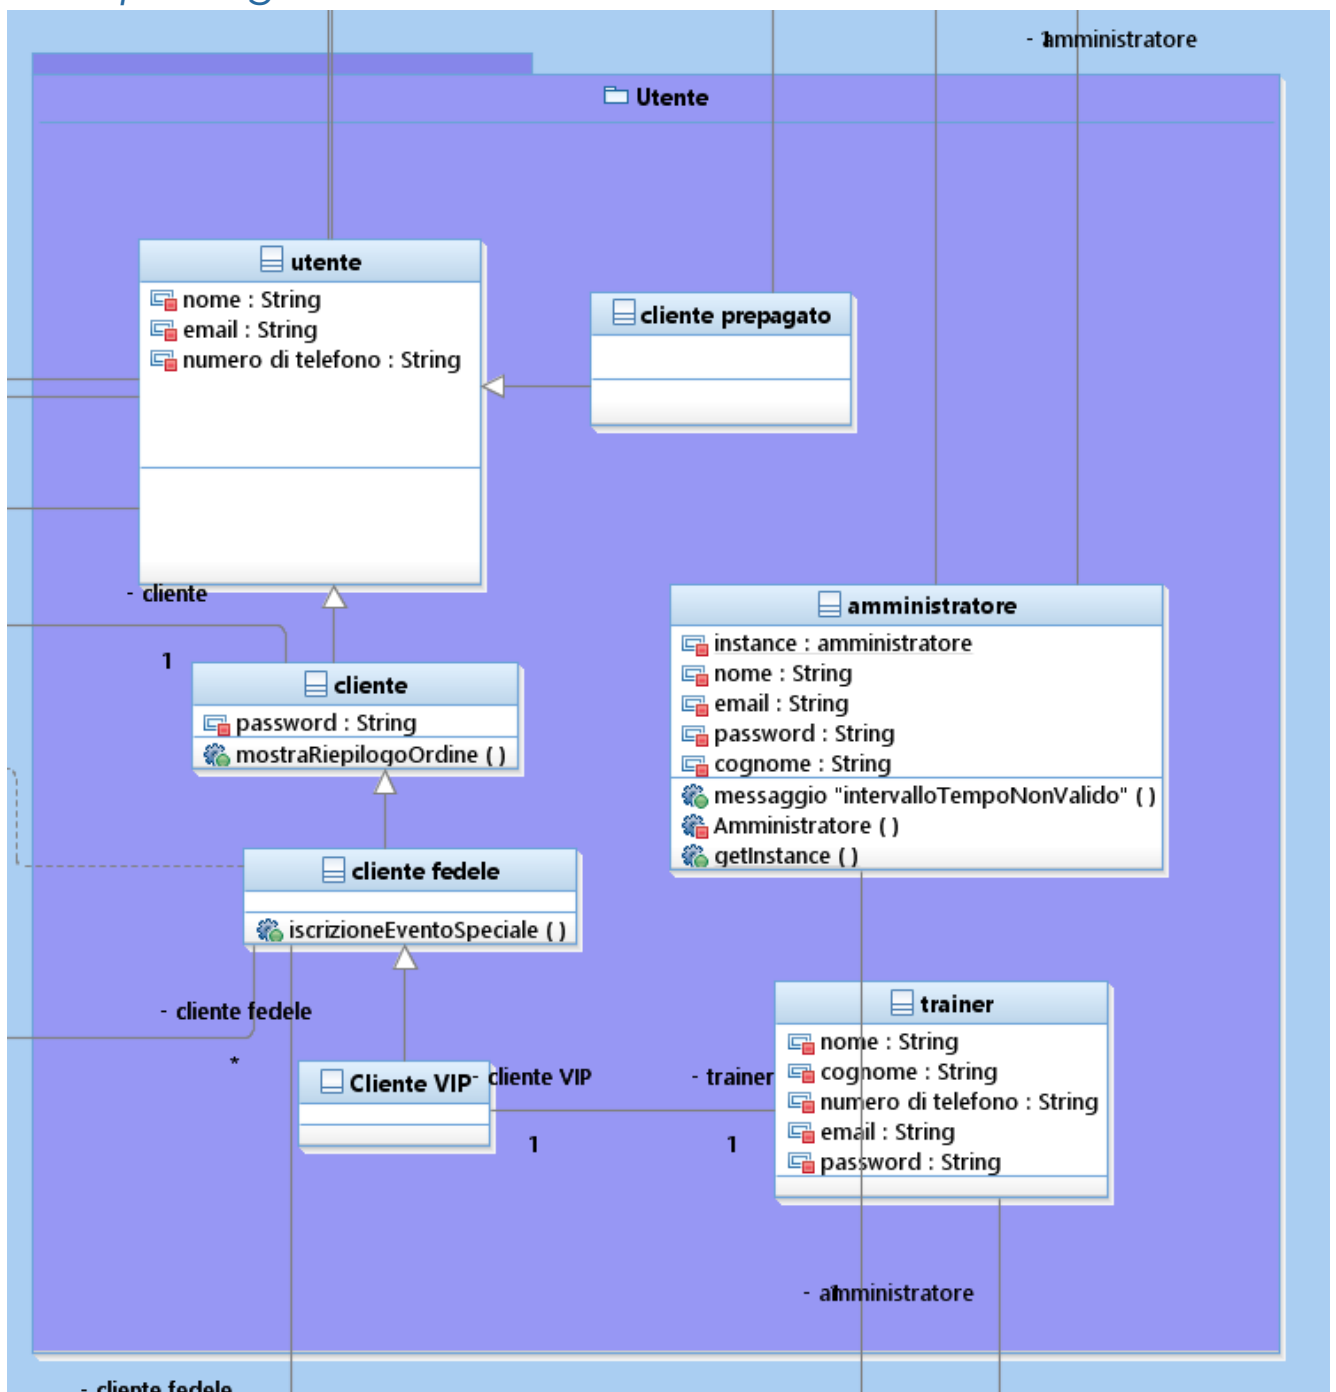 - 1amministratore
Utente
utente
nome : String
email : String
numero di telefono : String
cliente prepagato
- cliente
1
cliente
password : String
mostraRiepilogoOrdine ( )
amministratore
instance : amministratore
nome : String
email : String
password : String
cognome : String
messaggio "intervalloTempoNonValido" ( )
Amministratore ( )
getInstance ( )
cliente fedele
iscrizioneEventoSpeciale ( )
- cliente fedele
*
trainer
nome : String
cognome : String
numero di telefono : String
email : String
password : String
Cliente VIP
- cliente VIP
- trainer
1
1
- amministratore
1
- cliente fedele